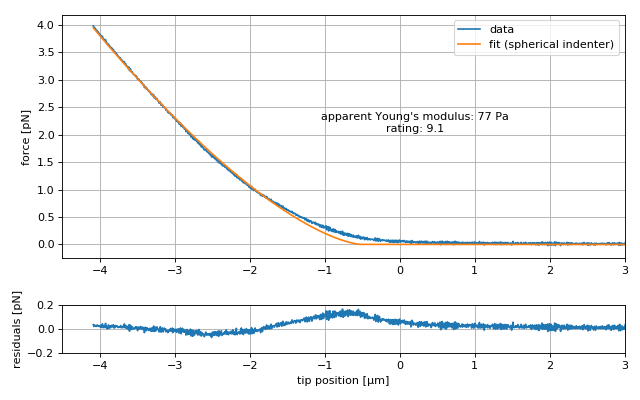 4.0
3.5
3.0
2.5
2.0
1.5
1.0
0.5
0.0
force [pN]
data
fit (spherical indenter)
apparent Young's modulus: 77 Pa
rating: 9.1
−4 −3 −2 −1 0 1 2 3
0.2
0.0
−0.2
residuals [pN]
−4 −3 −2 −1 0 1 2 3
tip position [µm]